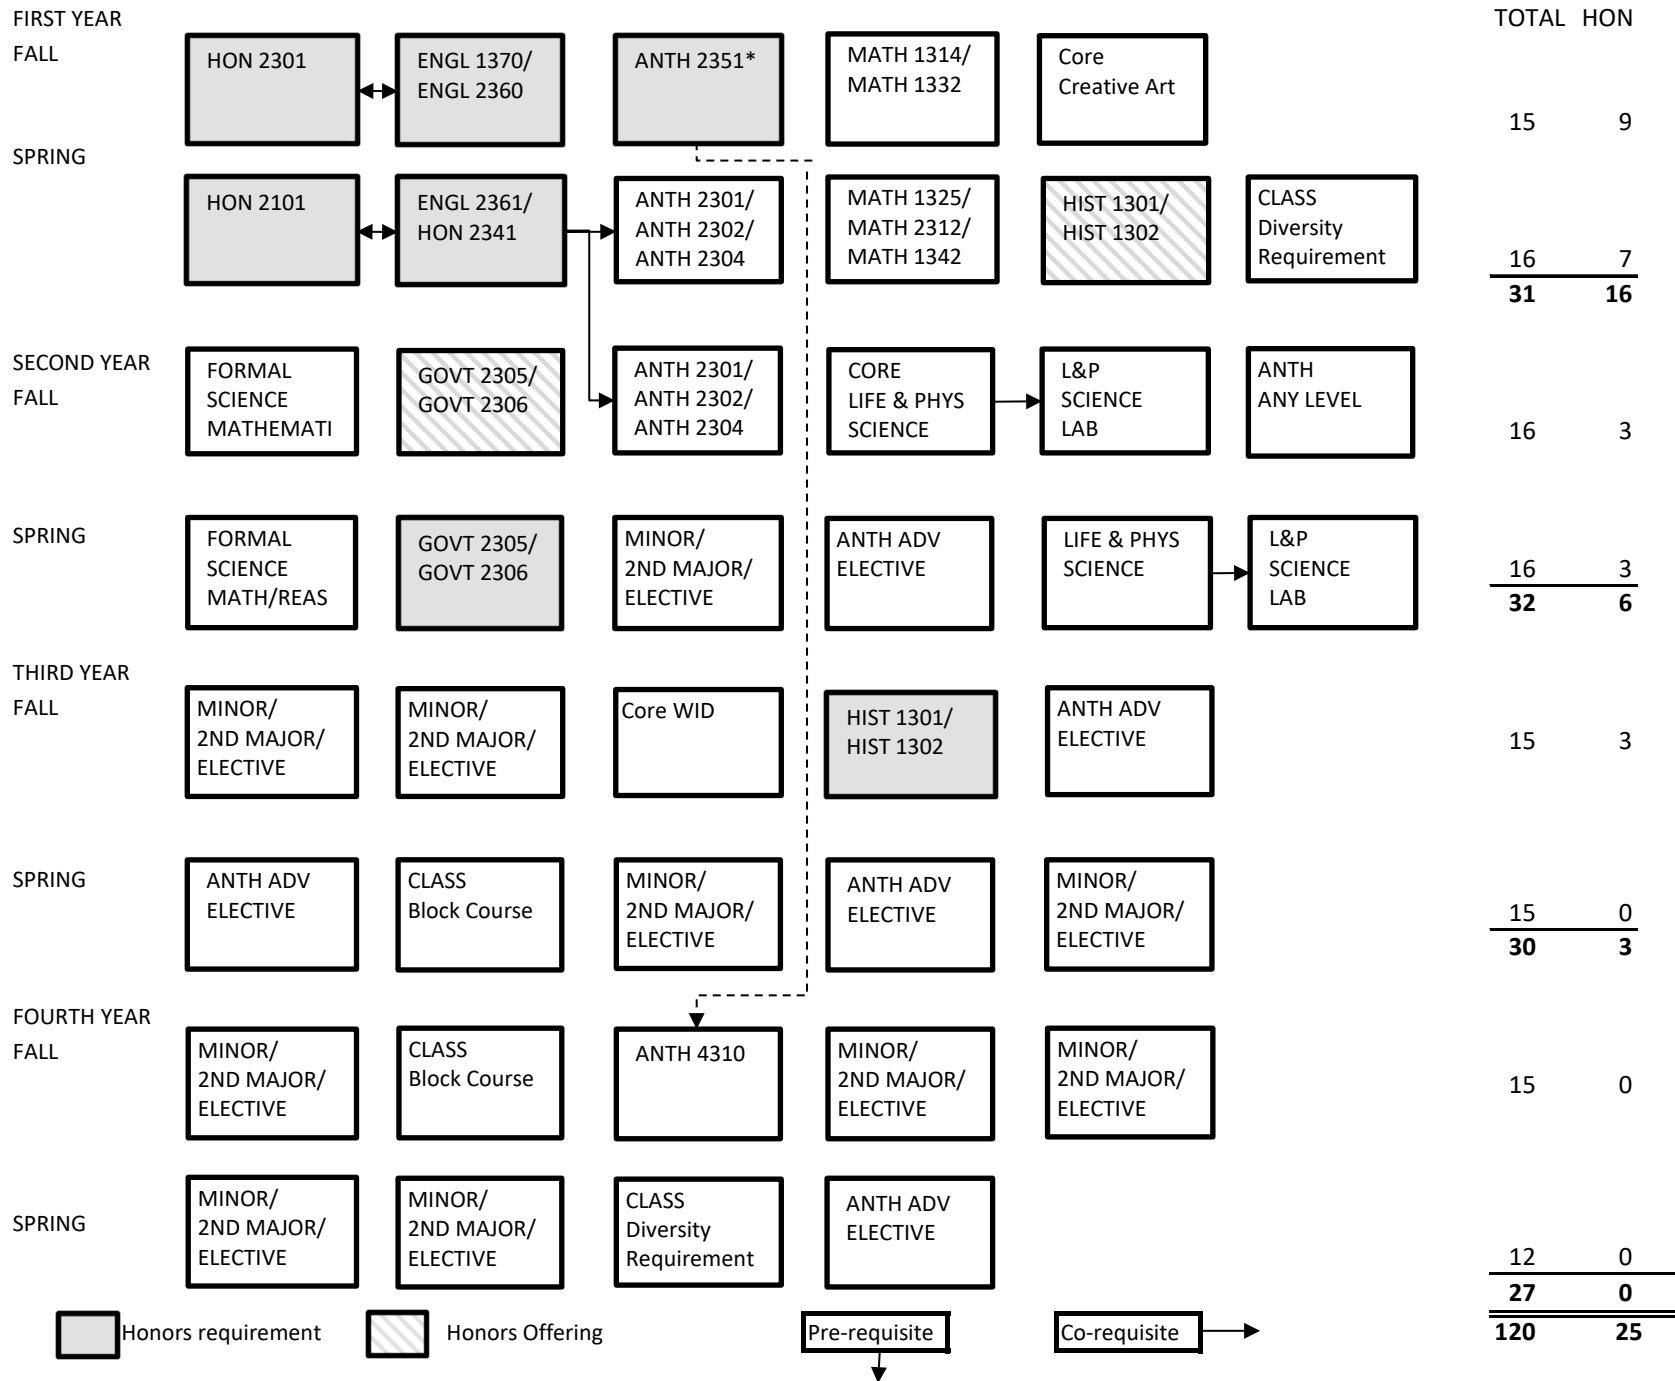 FIRST YEAR
TOTAL HON
FALL
HON 2301
ENGL 1370/
ENGL 2360
ANTH 2351*
MATH 1314/
MATH 1332
Core
Creative Art
15 9
SPRING
HON 2101
ENGL 2361/
HON 2341
ANTH 2301/
ANTH 2302/
ANTH 2304
MATH 1325/
MATH 2312/
MATH 1342
HIST 1301/
HIST 1302
CLASS
Diversity
Requirement
16 7
31 16
SECOND YEAR
FALL
FORMAL
SCIENCE
MATHEMATI
GOVT 2305/
GOVT 2306
ANTH 2301/
ANTH 2302/
ANTH 2304
CORE
LIFE & PHYS
SCIENCE
L&P
SCIENCE
LAB
ANTH
ANY LEVEL
16 3
SPRING
FORMAL
SCIENCE
MATH/REAS
GOVT 2305/
GOVT 2306
MINOR/
2ND MAJOR/
ELECTIVE
ANTH ADV
ELECTIVE
LIFE & PHYS
SCIENCE
L&P
SCIENCE
LAB
16 3
32 6
THIRD YEAR
FALL
MINOR/
2ND MAJOR/
ELECTIVE
MINOR/
2ND MAJOR/
ELECTIVE
Core WID
HIST 1301/
HIST 1302
ANTH ADV
ELECTIVE
15 3
SPRING
ANTH ADV
ELECTIVE
CLASS
Block Course
MINOR/
2ND MAJOR/
ELECTIVE
ANTH ADV
ELECTIVE
MINOR/
2ND MAJOR/
ELECTIVE
15 0
30 3
FOURTH YEAR
FALL
MINOR/
2ND MAJOR/
ELECTIVE
CLASS
Block Course
ANTH 4310
MINOR/
2ND MAJOR/
ELECTIVE
MINOR/
2ND MAJOR/
ELECTIVE
15 0
SPRING
MINOR/
2ND MAJOR/
ELECTIVE
MINOR/
2ND MAJOR/
ELECTIVE
CLASS
Diversity
Requirement
ANTH ADV
ELECTIVE
12 0
27 0
120 25
Honors requirement
Honors Offering
Pre-requisite
Co-requisite